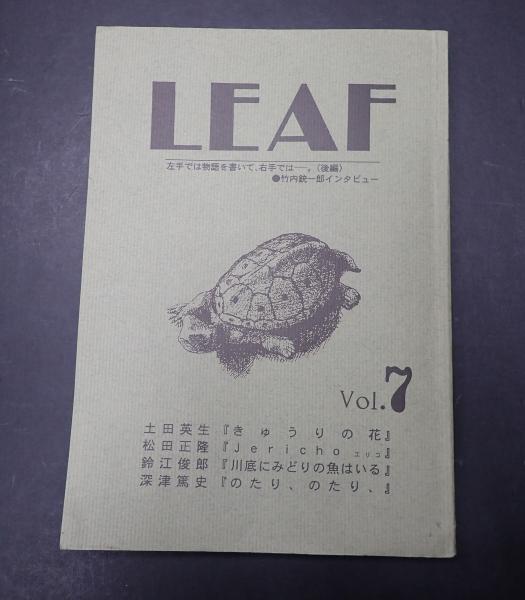 LEAF
左手では物語を書いて、右手では──。(後編)
●竹内銃一郎インタビュー
Vol.7
土田英生『きゅうりの花』
松田正隆『Jericho エリコ』
鈴江俊郎『川底にみどりの魚はいる』
深津篤史『のたり、のたり、』